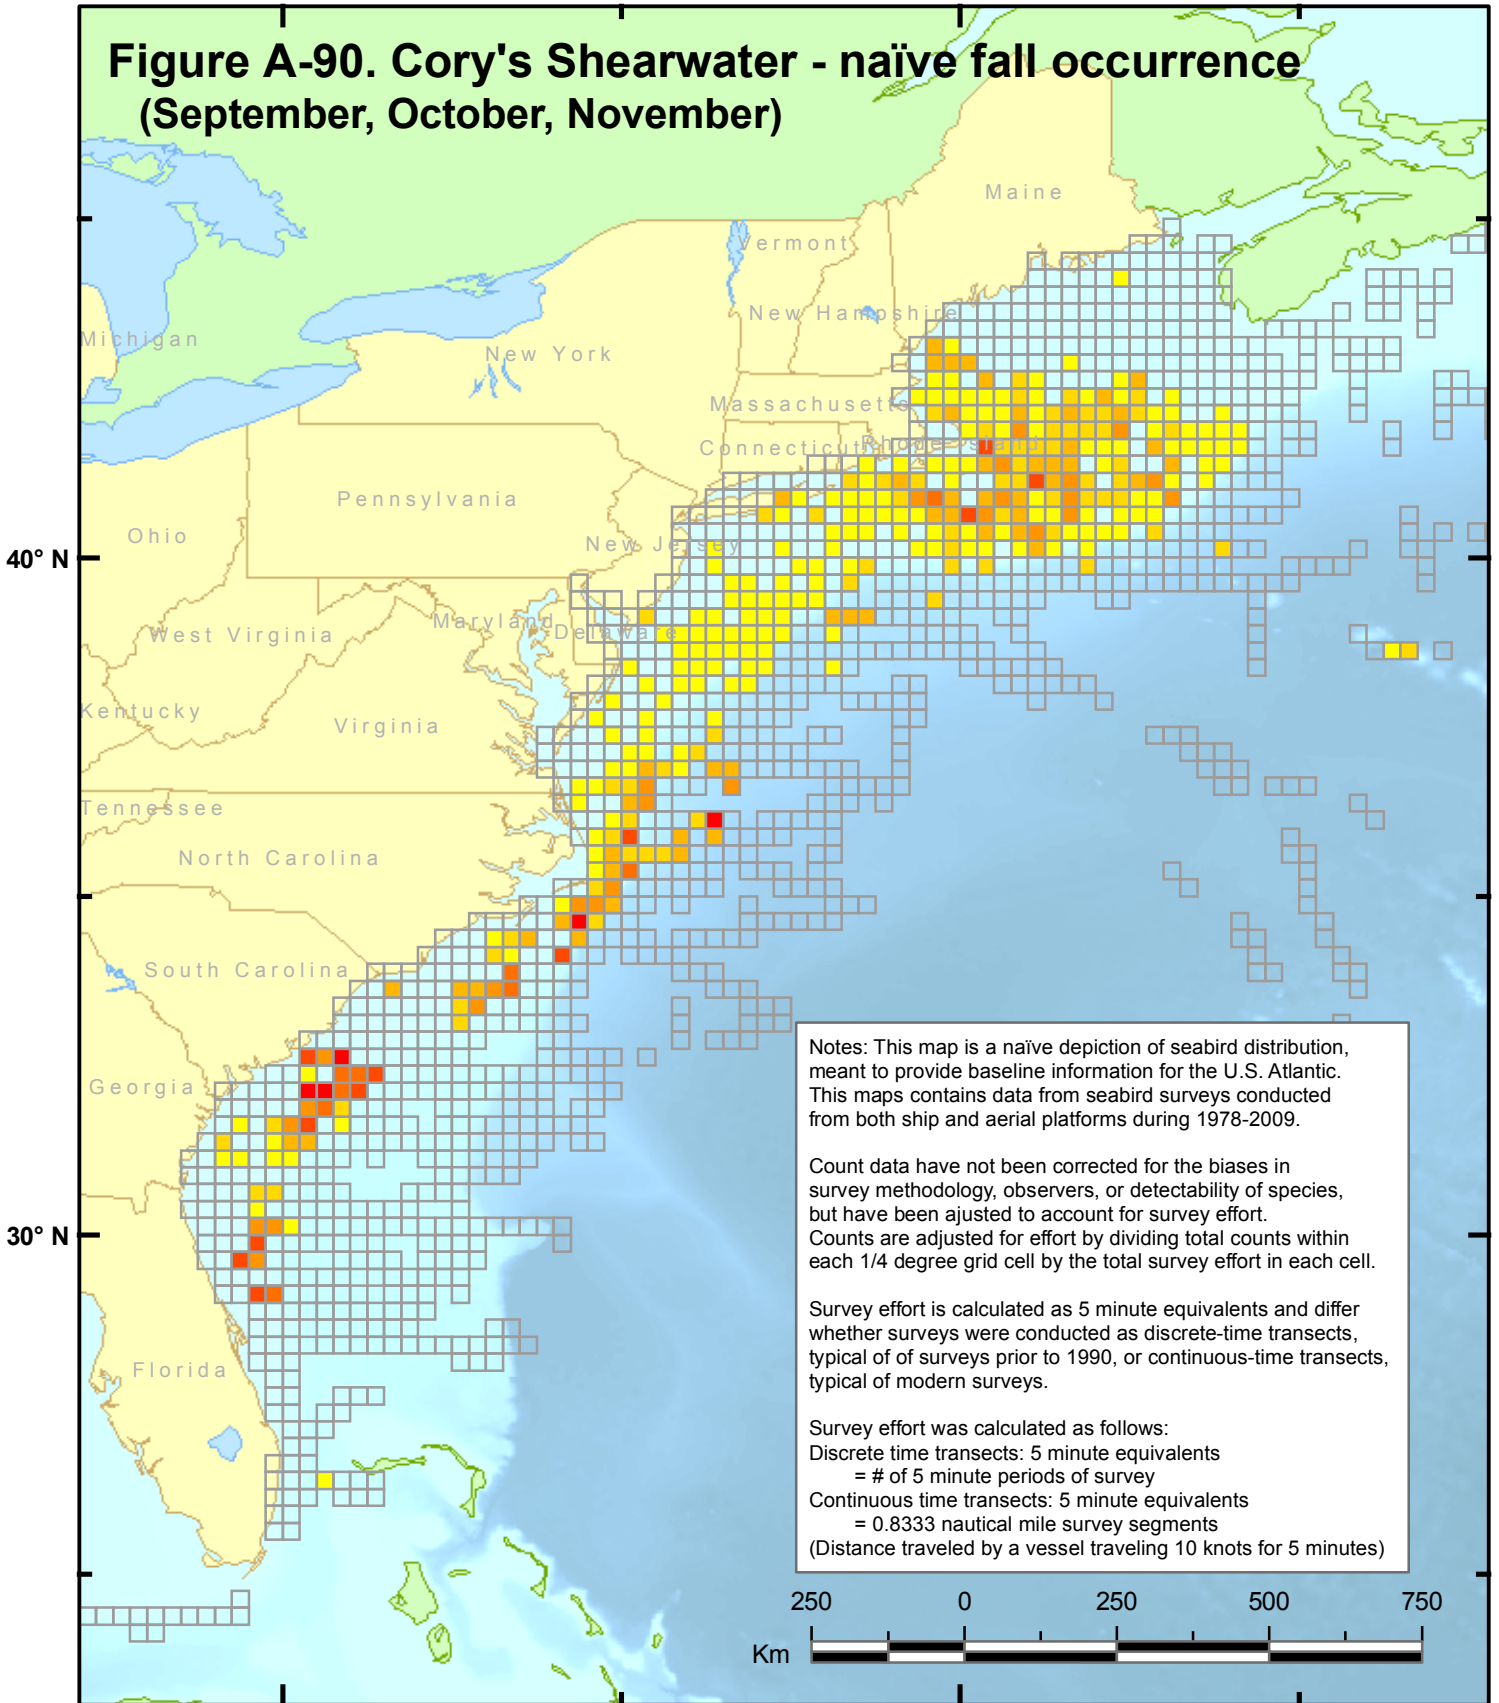 Figure A-90. Cory's Shearwater - naïve fall occurrence
(September, October, November)
Maine
Vermont
New Hampshire
Michigan
New York
Massachusetts
Connecticut
Rhode Island
Pennsylvania
Ohio
New Jersey
40° N
Maryland
Delaware
West Virginia
Kentucky
Virginia
Tennessee
North Carolina
South Carolina
Georgia
30° N
Florida
Notes: This map is a naïve depiction of seabird distribution,
meant to provide baseline information for the U.S. Atlantic.
This maps contains data from seabird surveys conducted
from both ship and aerial platforms during 1978-2009.
Count data have not been corrected for the biases in
survey methodology, observers, or detectability of species,
but have been ajusted to account for survey effort.
Counts are adjusted for effort by dividing total counts within
each 1/4 degree grid cell by the total survey effort in each cell.
Survey effort is calculated as 5 minute equivalents and differ
whether surveys were conducted as discrete-time transects,
typical of of surveys prior to 1990, or continuous-time transects,
typical of modern surveys.
Survey effort was calculated as follows:
Discrete time transects: 5 minute equivalents
= # of 5 minute periods of survey
Continuous time transects: 5 minute equivalents
= 0.8333 nautical mile survey segments
(Distance traveled by a vessel traveling 10 knots for 5 minutes)
250 0 250 500 750
Km